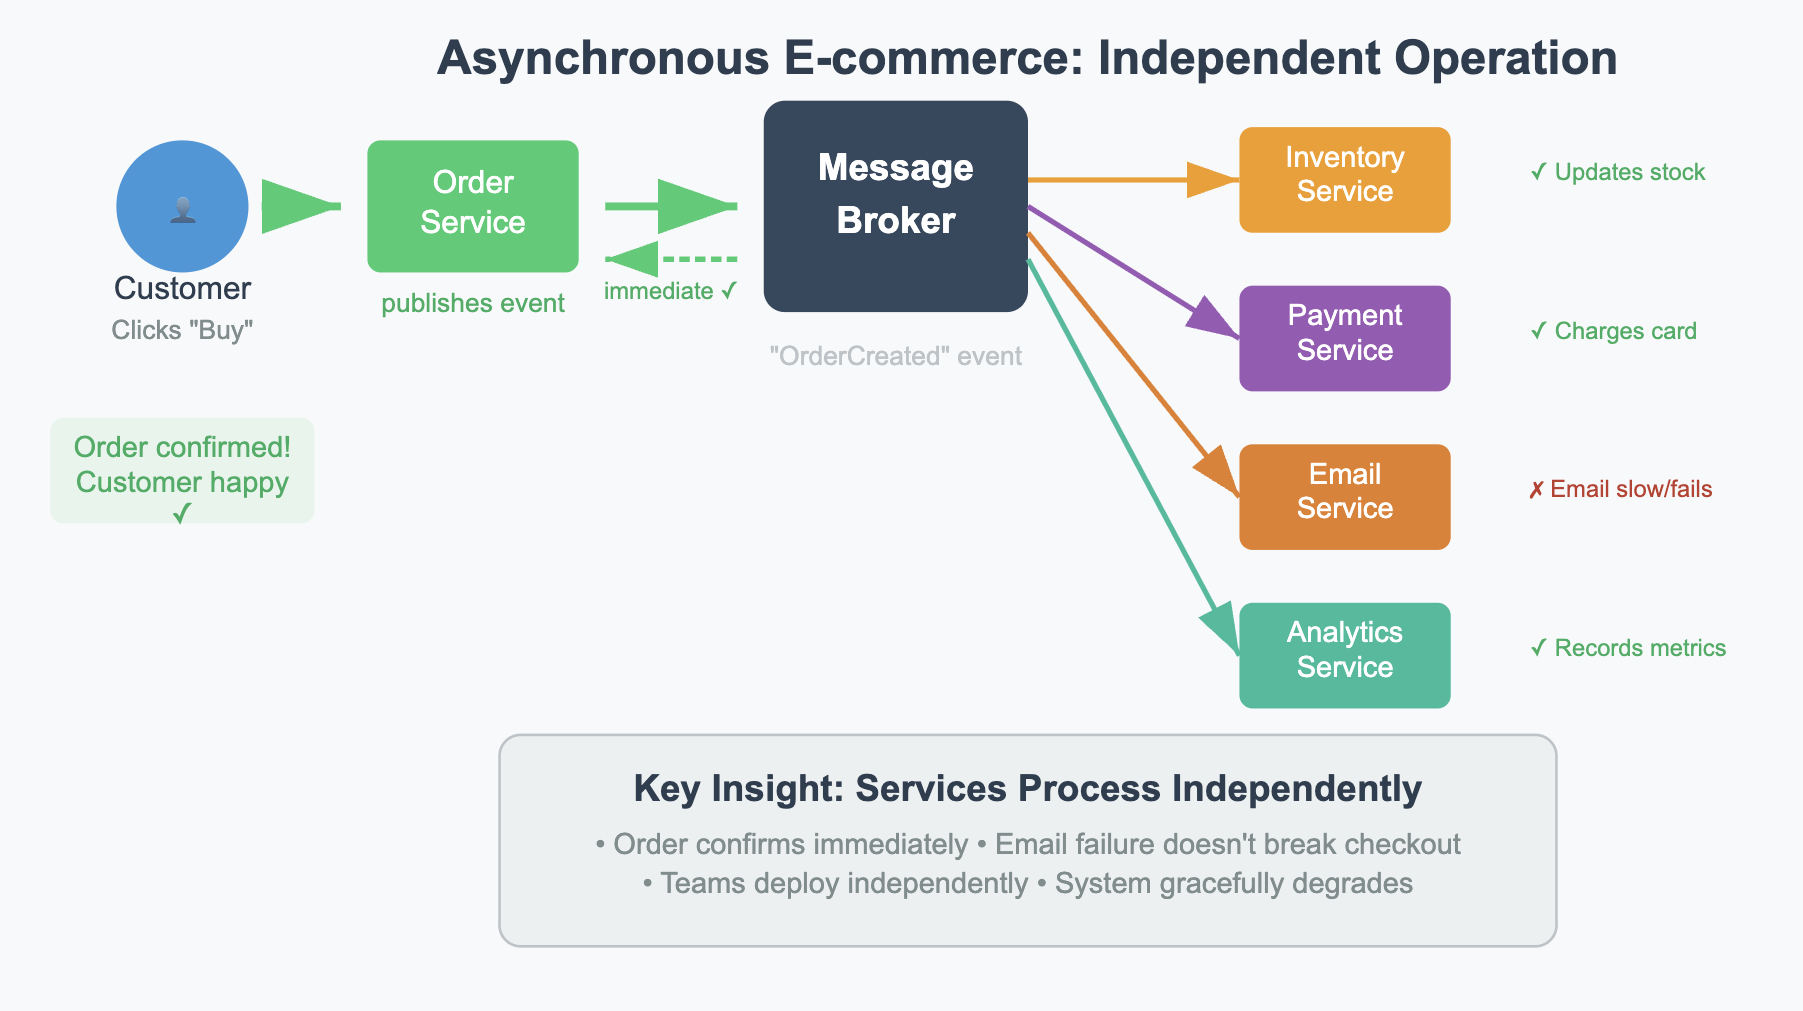 Asynchronous E-commerce: Independent Operation
Customer
Clicks "Buy"
Order
Service
publishes event
immediate ✓
Message
Broker
"OrderCreated" event
Inventory
Service
✓ Updates stock
Payment
Service
✓ Charges card
Email
Service
✗ Email slow/fails
Analytics
Service
✓ Records metrics
Order confirmed!
Customer happy
✓
Key Insight: Services Process Independently
• Order confirms immediately • Email failure doesn't break checkout
• Teams deploy independently • System gracefully degrades